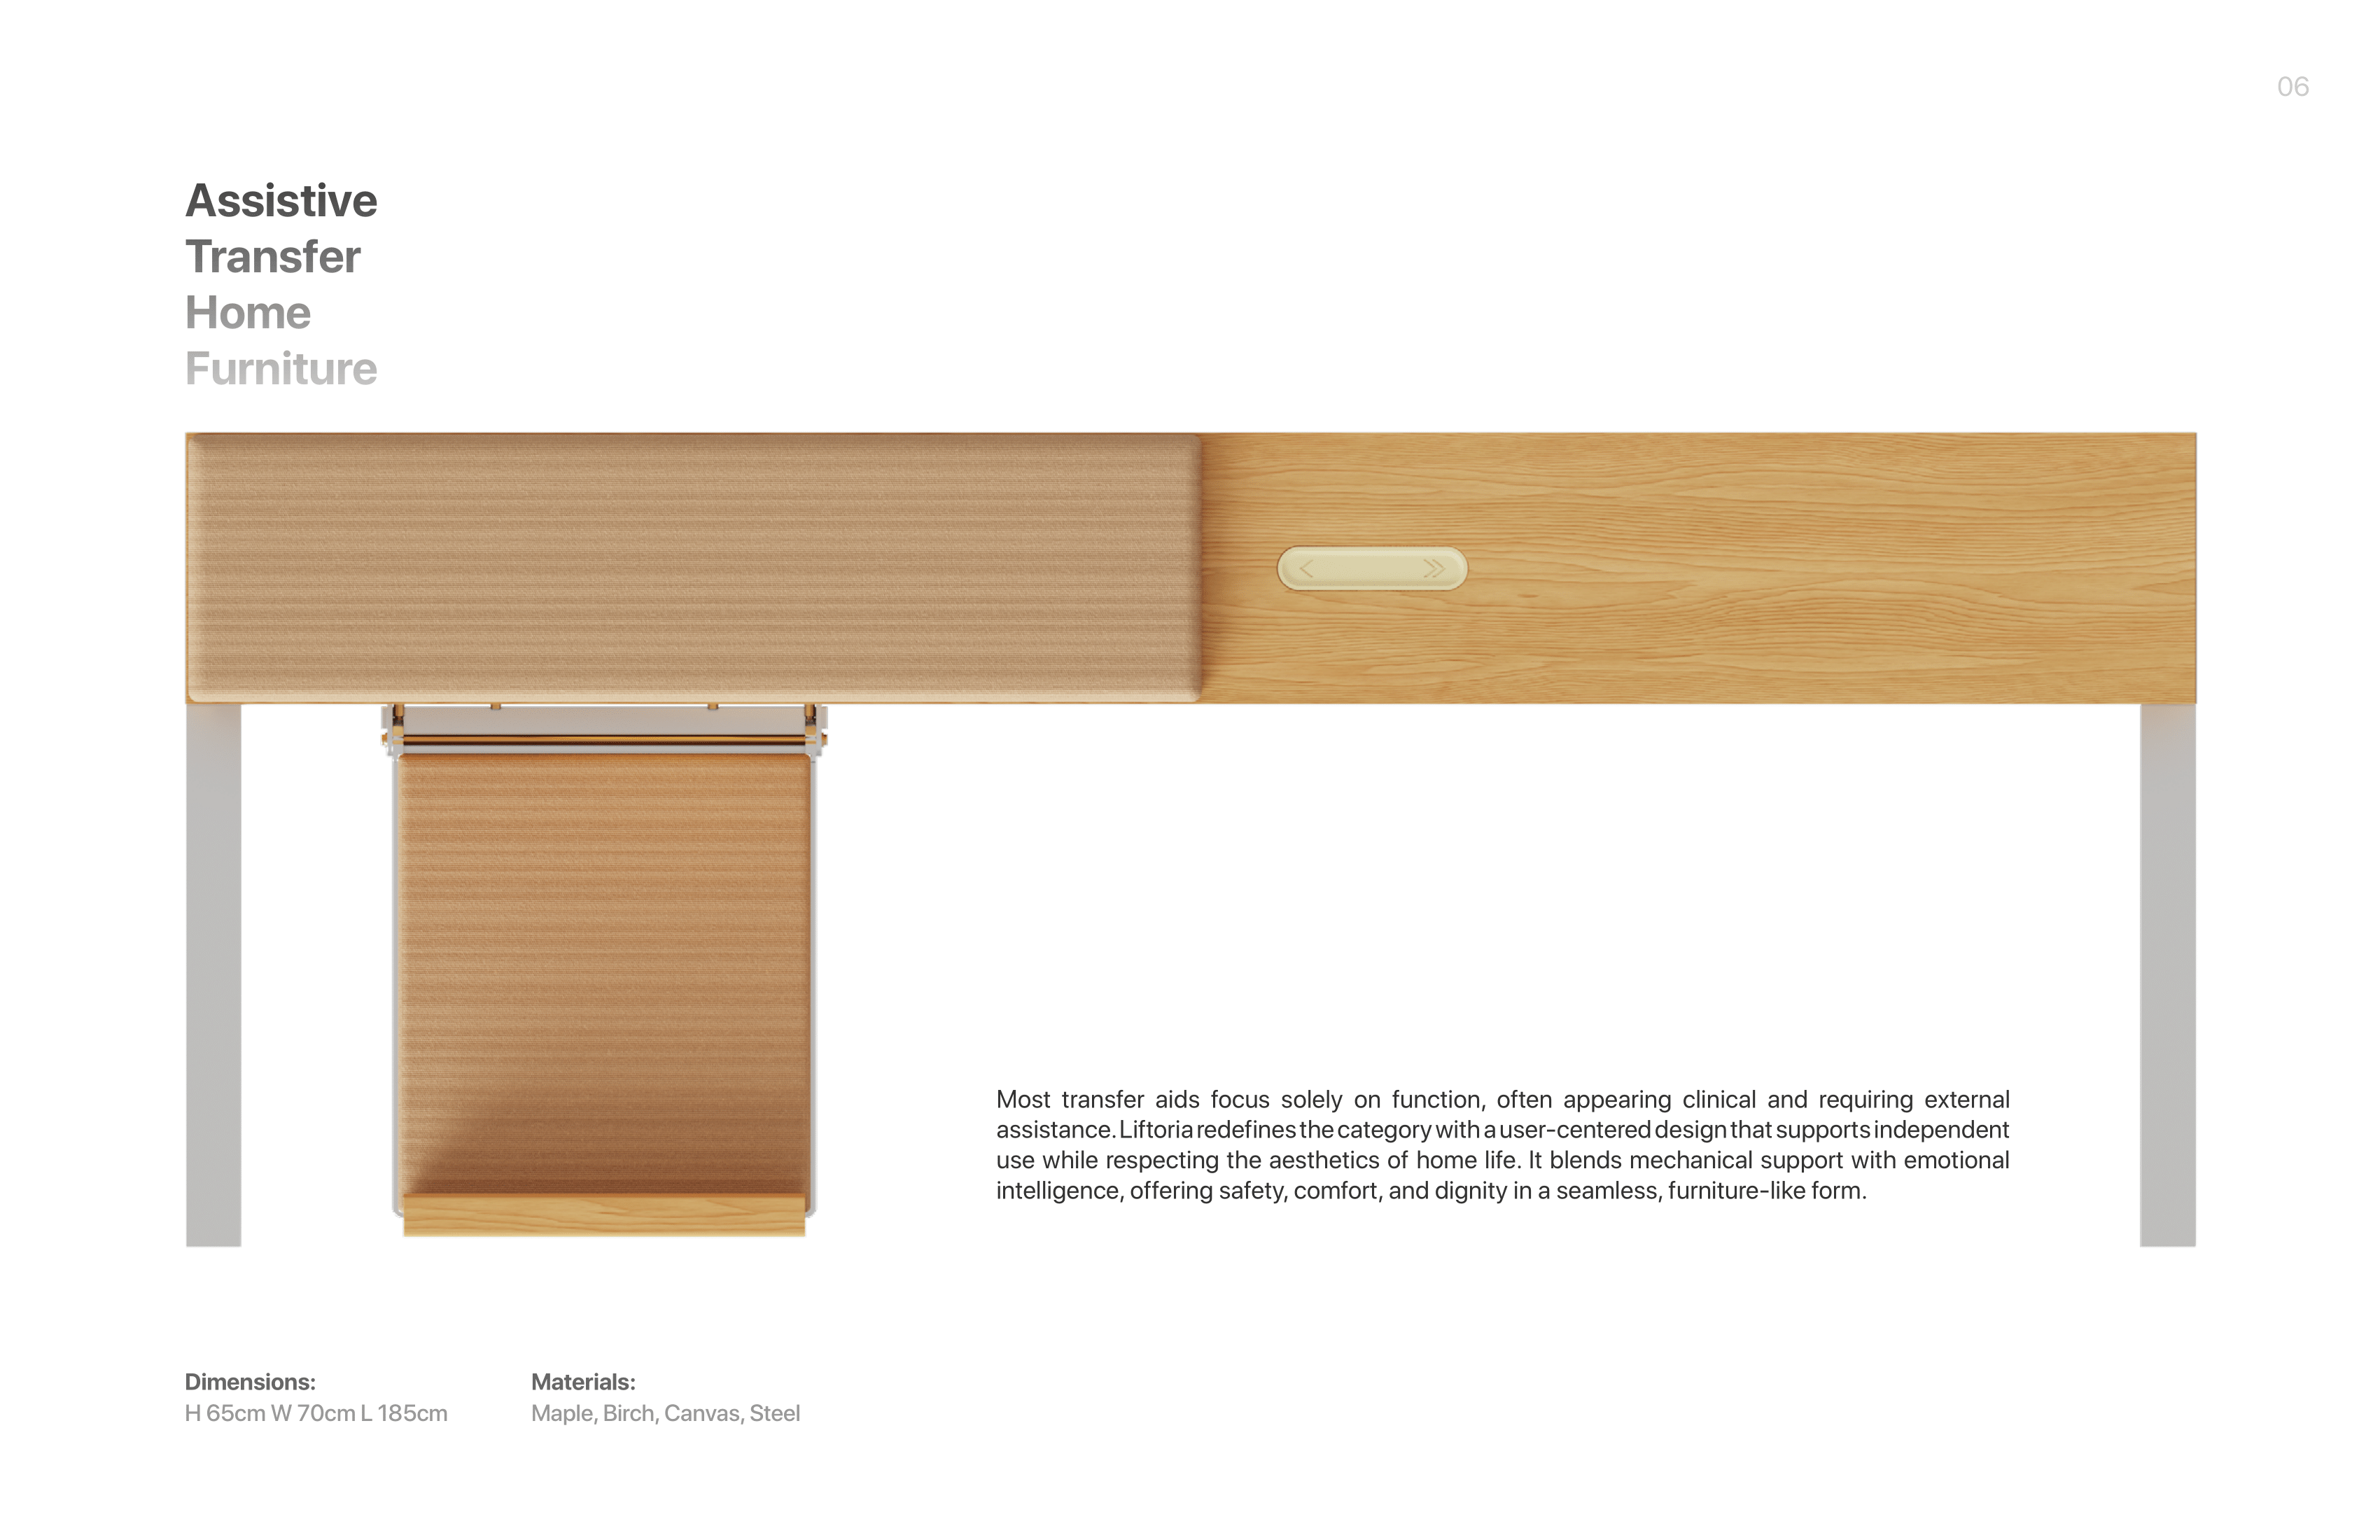 06
Assistive
Transfer
Home
Furniture
Most transfer aids focus solely on function, often appearing clinical and requiring external
assistance. Liftoria redefines the category with a user-centered design that supports independent
use while respecting the aesthetics of home life. It blends mechanical support with emotional
intelligence, offering safety, comfort, and dignity in a seamless, furniture-like form.
Dimensions:
H 65cm W 70cm L 185cm
Materials:
Maple, Birch, Canvas, Steel